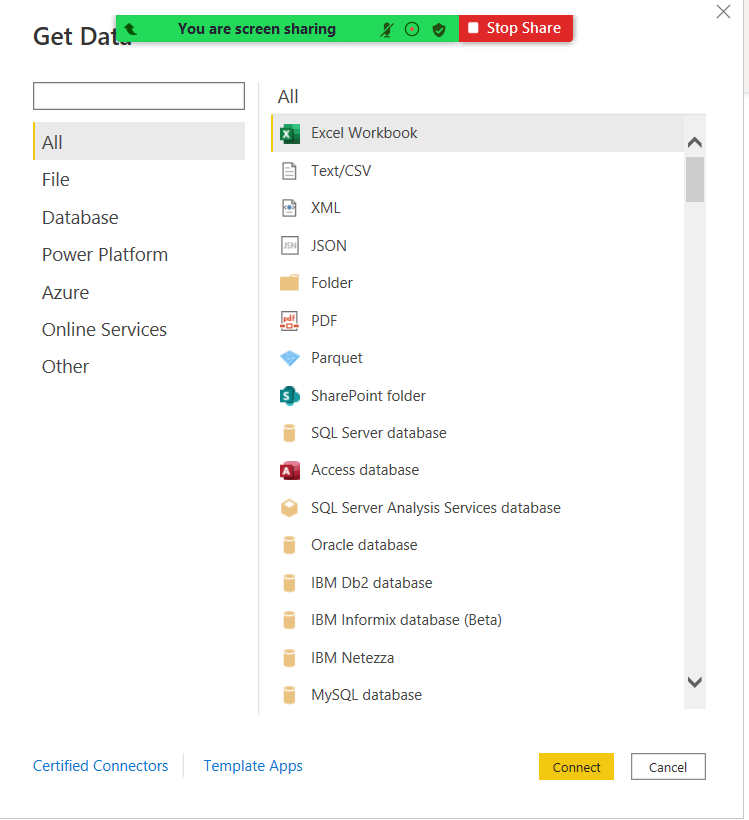 You are screen sharing
Stop Share
Get Data
All
File
Database
Power Platform
Azure
Online Services
Other
All
Excel Workbook
Text/CSV
XML
JSN
JSON
Folder
pdf
PDF
Parquet
S
SharePoint folder
SQL Server database
A
Access database
SQL Server Analysis Services database
Oracle database
IBM Db2 database
IBM Informix database (Beta)
IBM Netezza
MySQL database
Certified Connectors
Template Apps
Connect
Cancel